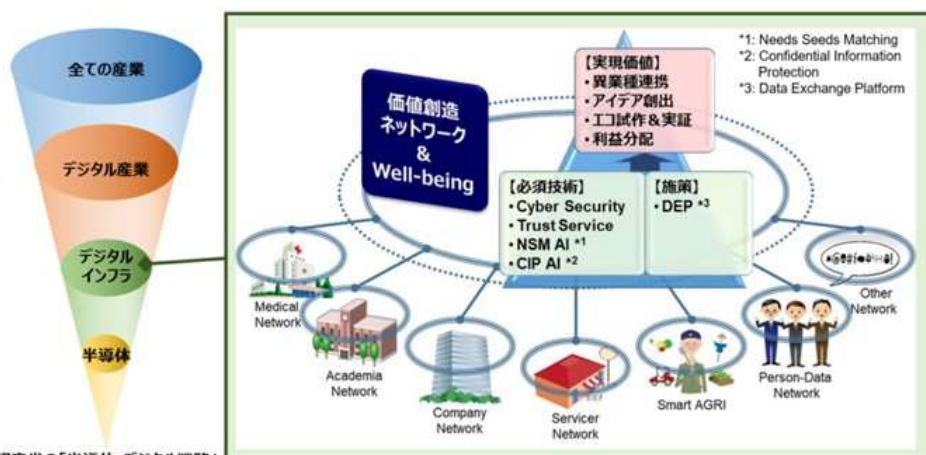 全ての産業
デジタル産業
デジタル
インフラ
半導体
価値創造
ネットワーク
&
Well-being
【実現価値】
・異業種連携
・アイデア創出
・エコ試作&実証
・利益分配
*1: Needs Seeds Matching
*2: Confidential Information
Protection
*3: Data Exchange Platform
【必須技術】
・Cyber Security
・Trust Service
・NSM AI *1
・CIP AI *2
【施策】
・DEP *3
Medical
Network
Academia
Network
Company
Network
Servicer
Network
Smart AGRI
Person-Data
Network
Other
Network